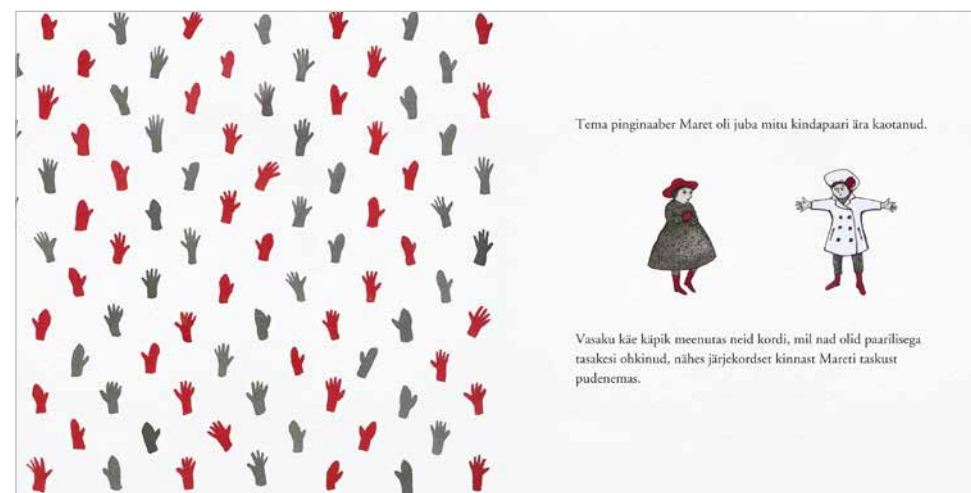 Tema pinginaaber Maret oli juba mitu kindapaari ära kaotanud.
Vasaku käe käpik meenutas neid kordi, mil nad olid paarilisega
tasakesi ohkinud, nähes järjekordset kinnast Mareti taskust
pudenemas.